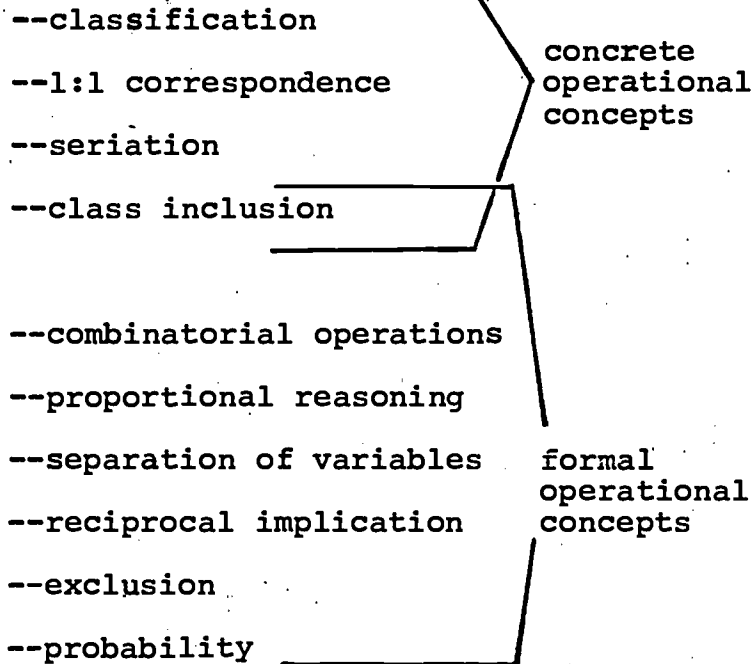 --classification
--1:1 correspondence
--seriation
--class inclusion
concrete
operational
concepts
--combinatorial operations
--proportional reasoning
--separation of variables
--reciprocal implication
--exclusion
--probability
formal
operational
concepts